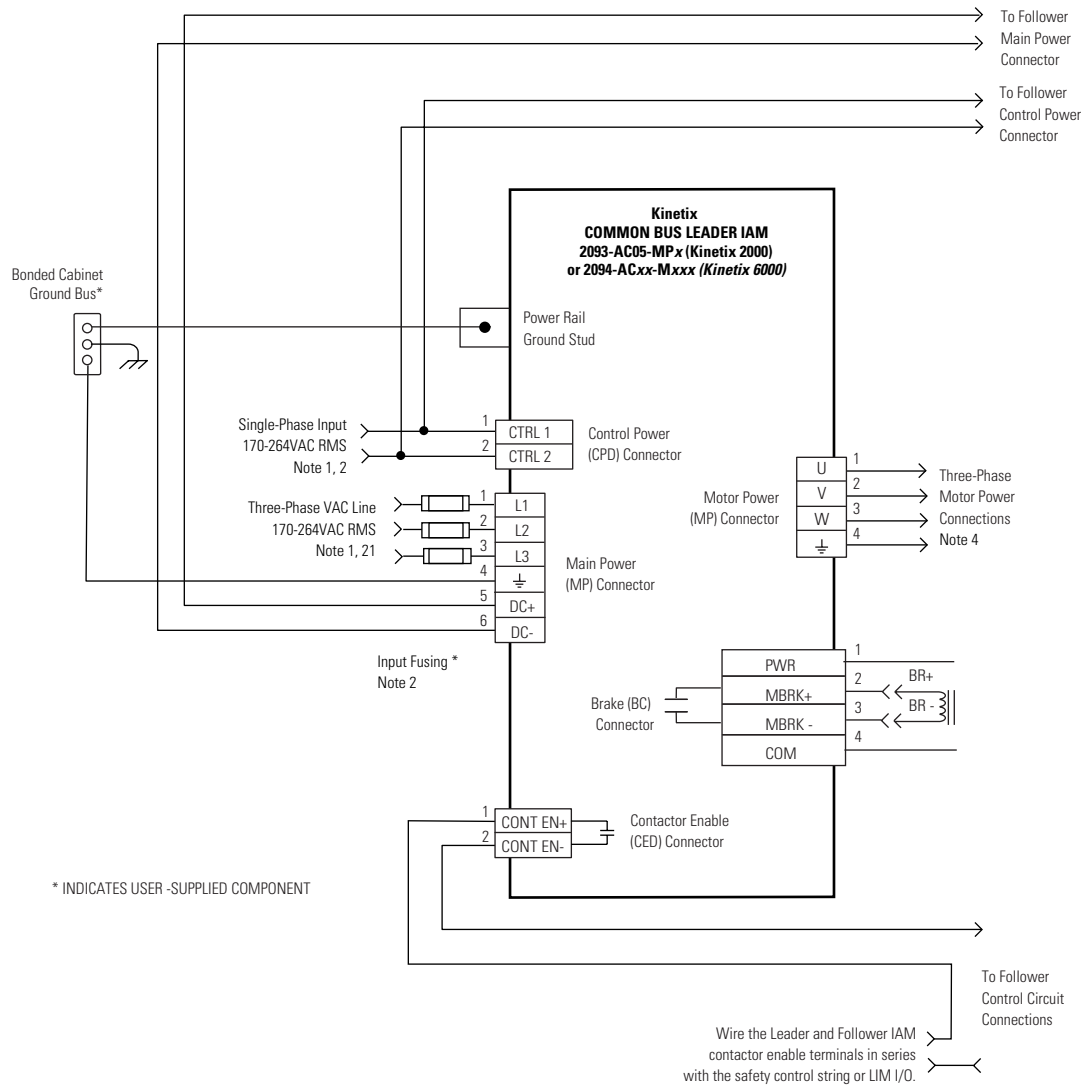 To Follower
Main Power
Connector
To Follower
Control Power
Connector
Kinetix
COMMON BUS LEADER IAM
2093-AC05-MPx (Kinetix 2000)
or 2094-ACxx-Mxxx (Kinetix 6000)
Bonded Cabinet
Ground Bus*
Power Rail
Ground Stud
Single-Phase Input
170-264VAC RMS
Note 1, 2
1
CTRL 1
2
CTRL 2
Control Power
(CPD) Connector
Three-Phase VAC Line
170-264VAC RMS
Note 1, 21
1
L1
2
L2
3
L3
4
5
DC+
6
DC-
Main Power
(MP) Connector
Input Fusing *
Note 2
Motor Power
(MP) Connector
U
1
V
2
W
3
4
Three-Phase
Motor Power
Connections
Note 4
Brake (BC)
Connector
PWR
1
MBRK+
2
BR+
MBRK -
3
BR -
COM
4
1
CONT EN+
2
CONT EN-
Contactor Enable
(CED) Connector
* INDICATES USER -SUPPLIED COMPONENT
To Follower
Control Circuit
Connections
Wire the Leader and Follower IAM
contactor enable terminals in series
with the safety control string or LIM I/O.